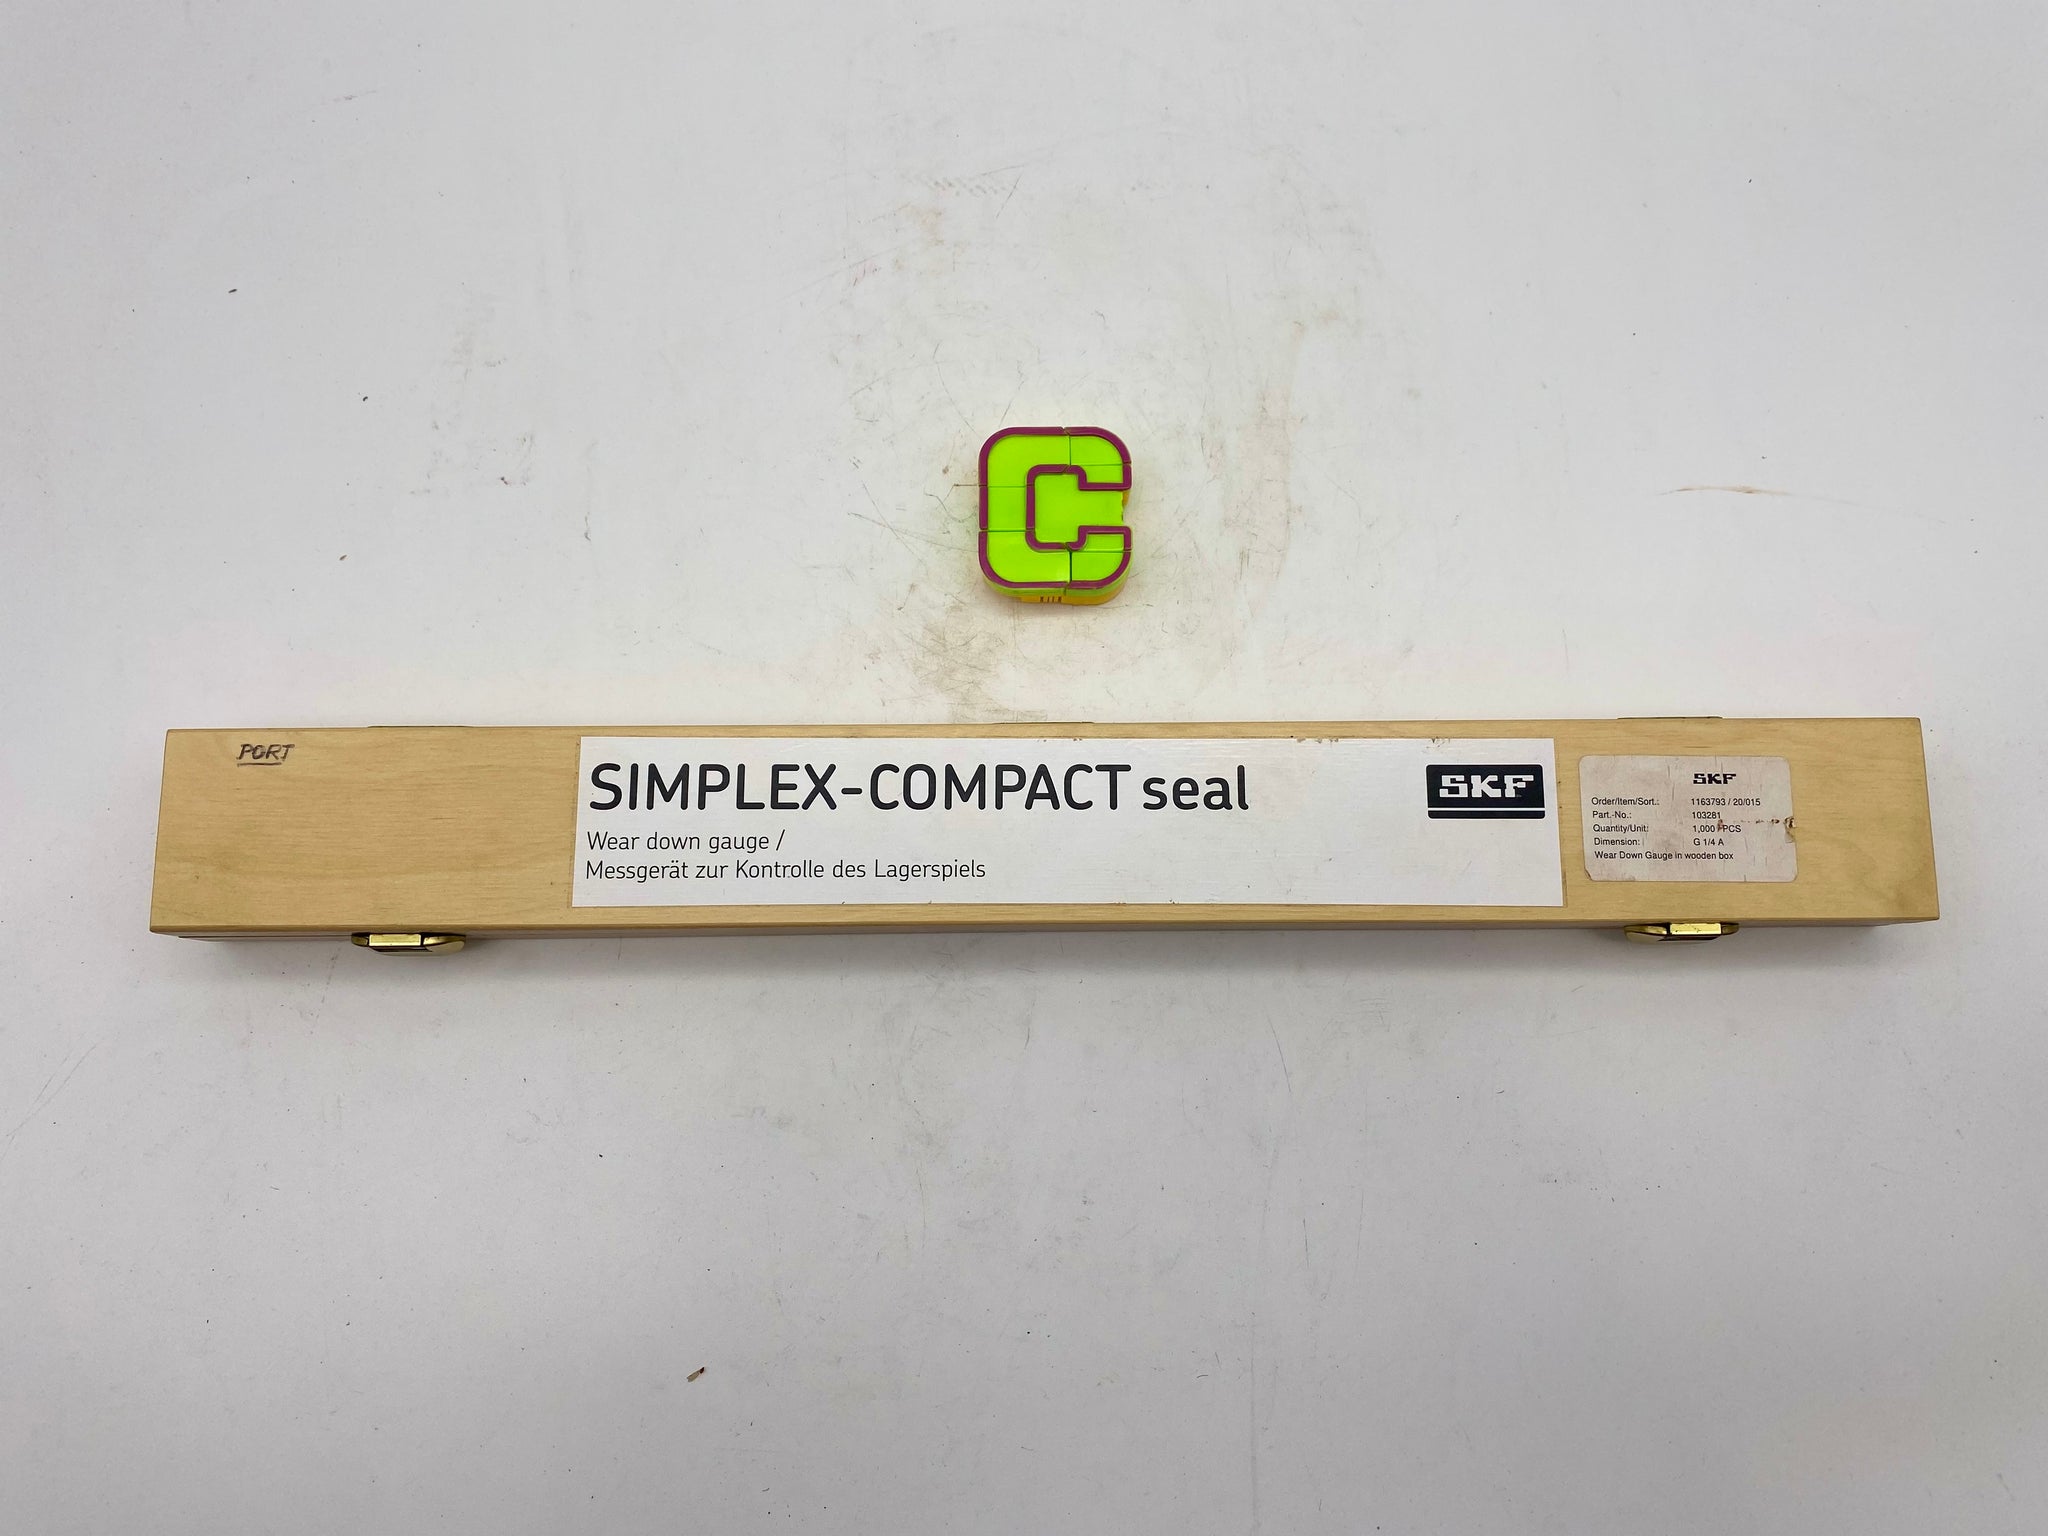 C
PORT
SIMPLEX-COMPACT seal
SKF
Wear down gauge /
Messgerät zur Kontrolle des Lagerspiels
SKF
Order/Item/Sort.: 1163793 / 20/015
Part.-No.: 103281
Quantity/Unit: 1,000 / PCS
Dimension: G 1/4 A
Wear Down Gauge in wooden box